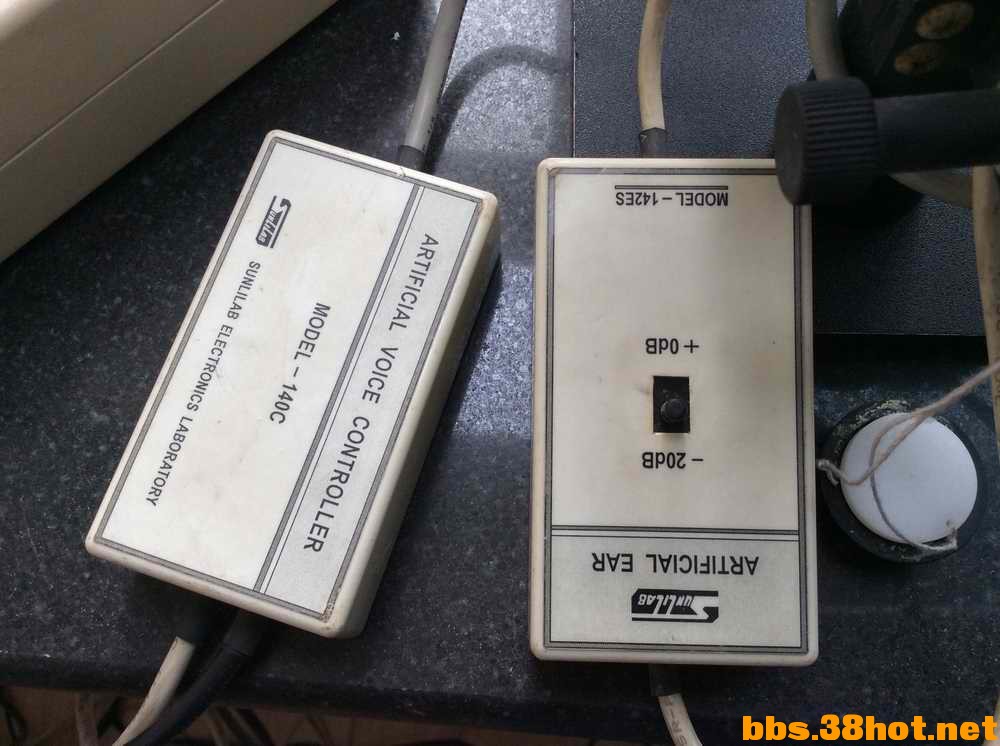 ARTIFICIAL VOICE CONTROLLER
MODEL-140C
SUNLILAB
SUNLILAB ELECTRONICS LABORATORY
SUNLILAB
ARTIFICIAL EAR
-20dB
+0dB
MODEL-142ES
bbs.38hot.net